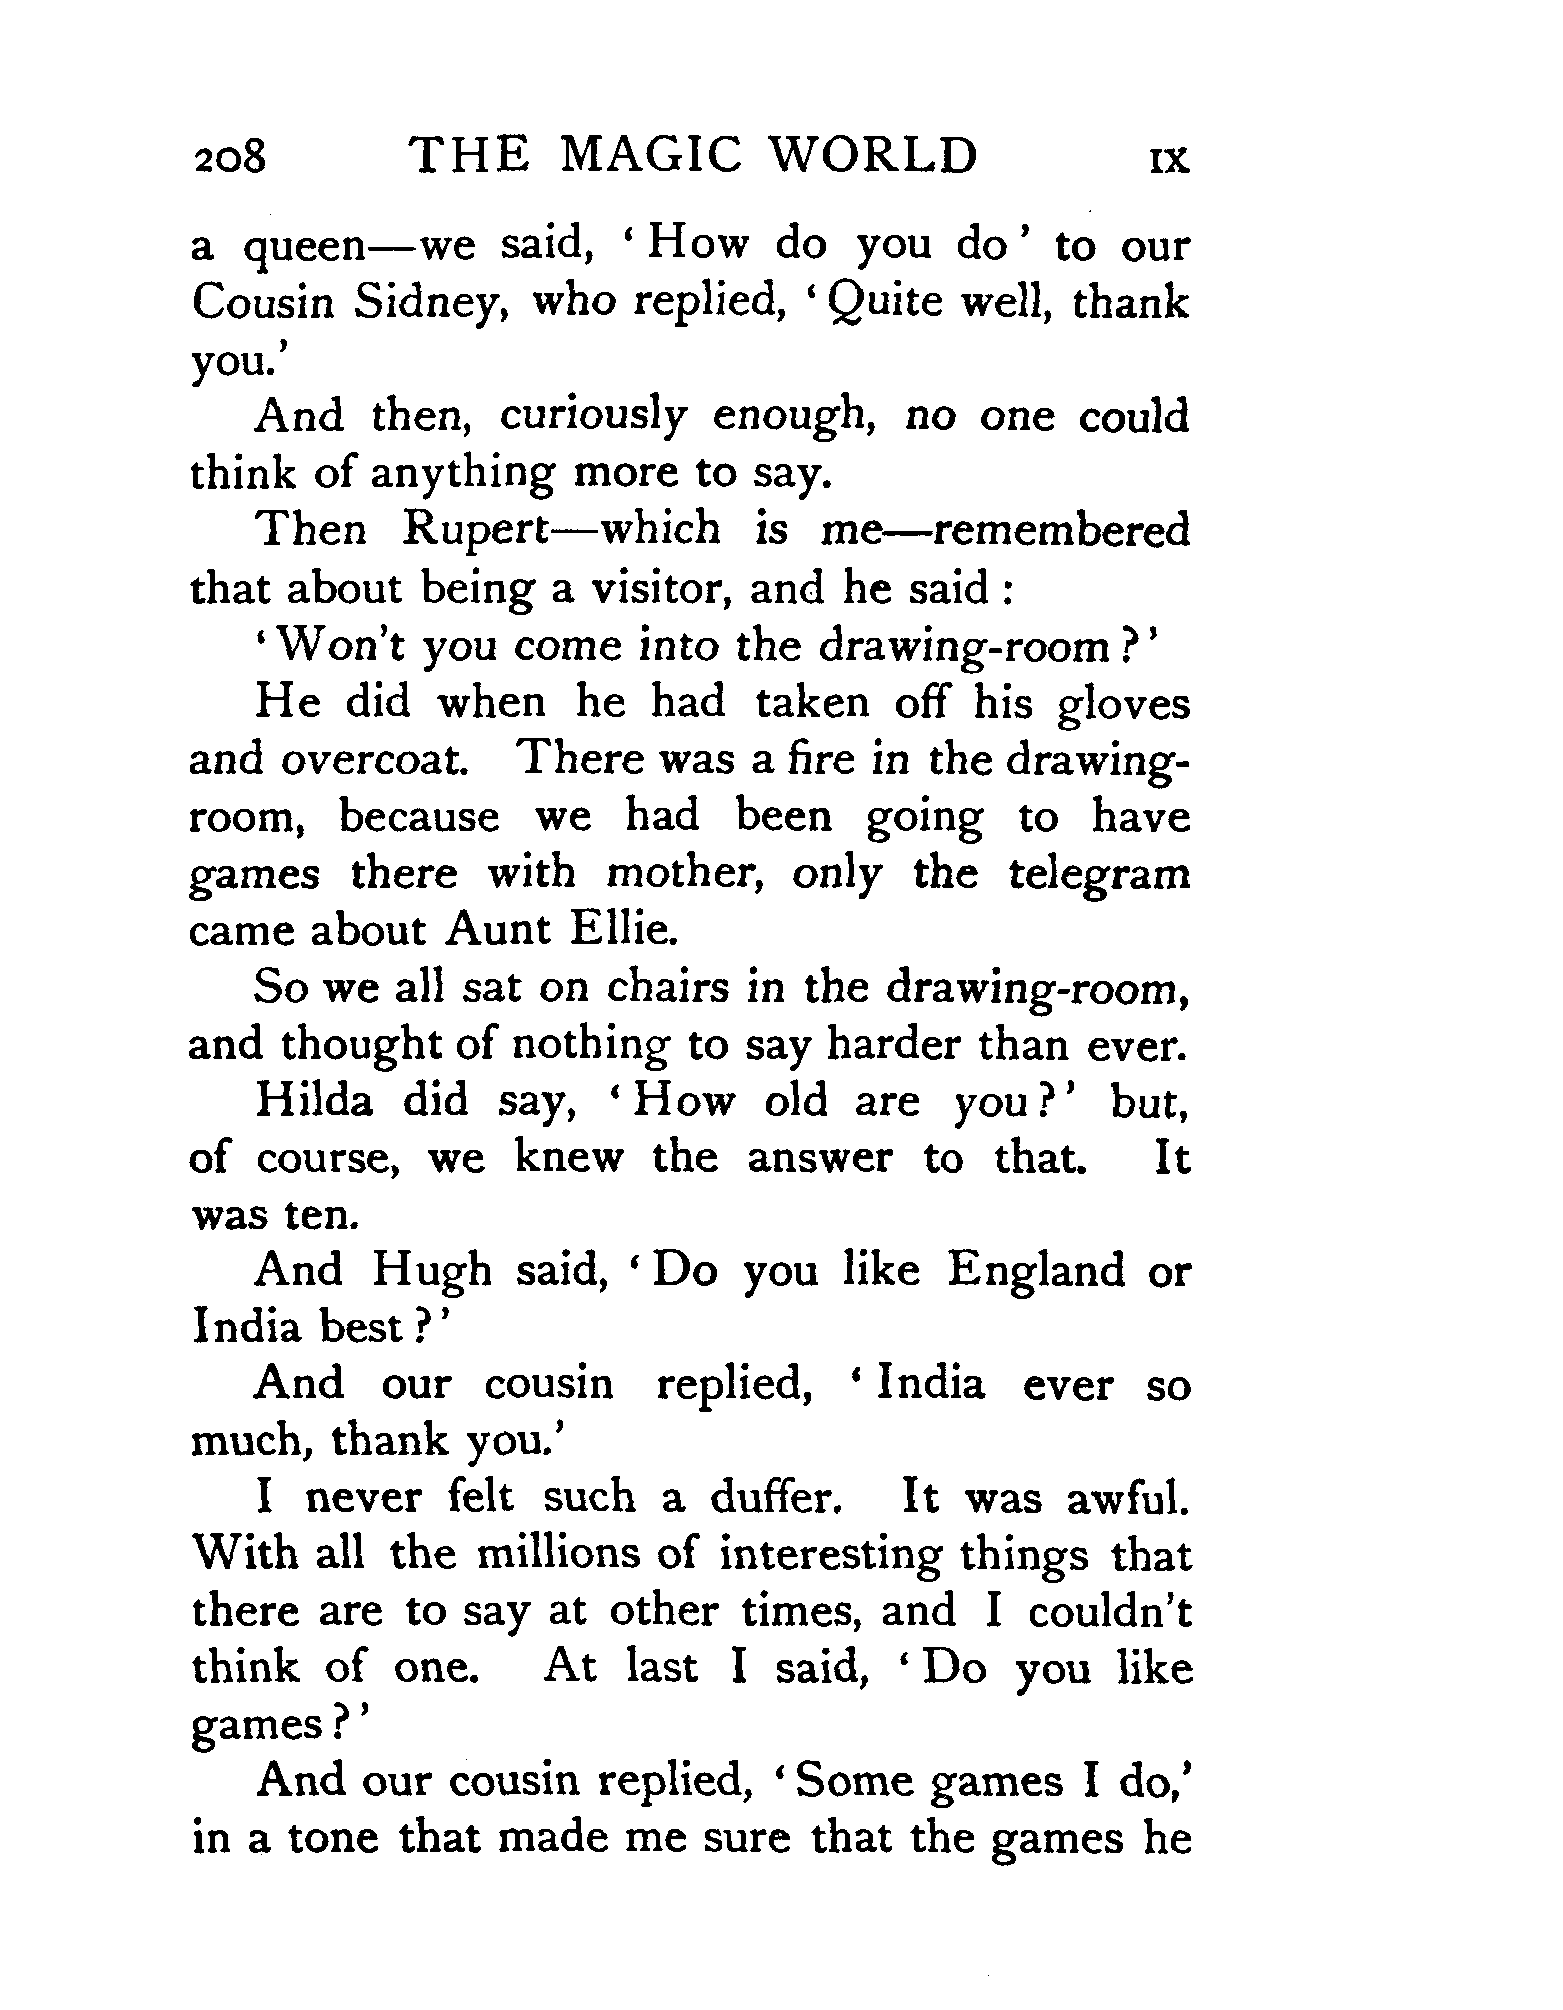 208 THE MAGIC WORLD IX
a queen—we said, ‘How do you do’ to our
Cousin Sidney, who replied, ‘Quite well, thank
you.’
And then, curiously enough, no one could
think of anything more to say.
Then Rupert—which is me—remembered
that about being a visitor, and he said :
‘Won't you come into the drawing-room?’
He did when he had taken off his gloves
and overcoat. There was a fire in the drawing-
room, because we had been going to have
games there with mother, only the telegram
came about Aunt Ellie.
So we all sat on chairs in the drawing-room,
and thought of nothing to say harder than ever.
Hilda did say, ‘How old are you?’ but,
of course, we knew the answer to that. It
was ten.
And Hugh said, ‘Do you like England or
India best?’
And our cousin replied, ‘India ever so
much, thank you.’
I never felt such a duffer. It was awful.
With all the millions of interesting things that
there are to say at other times, and I couldn't
think of one. At last I said, ‘Do you like
games?’
And our cousin replied, ‘Some games I do,’
in a tone that made me sure that the games he